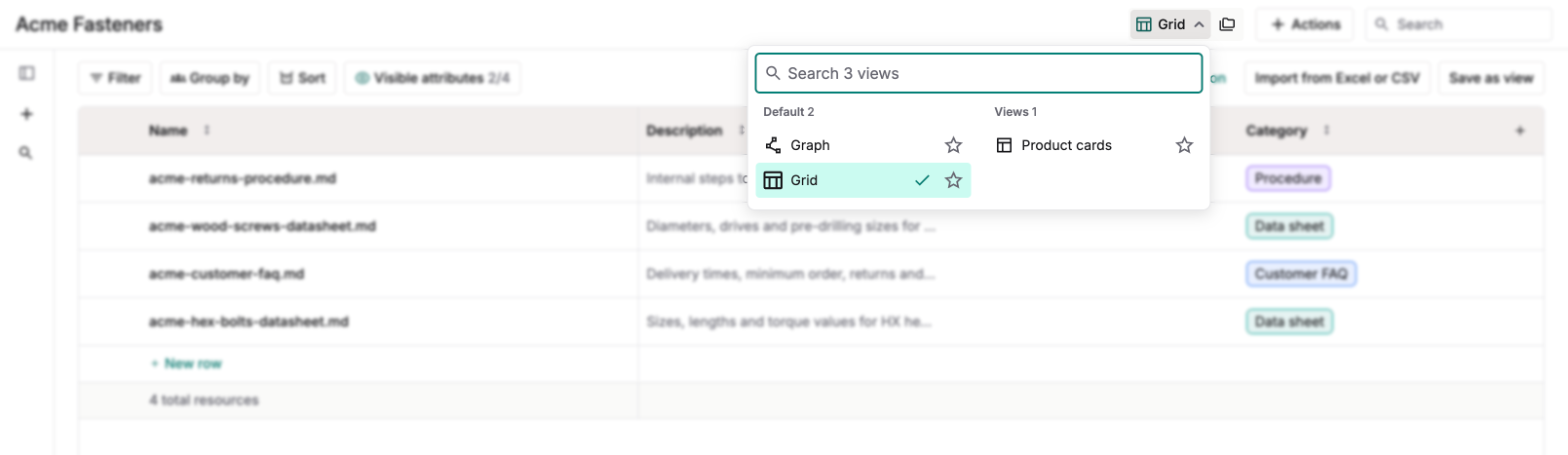 Acme Fasteners
Grid
Actions
Search
Filter
Group by
Sort
Visible attributes 2/4
on
Import from Excel or CSV
Save as view
Search 3 views
Default 2
Views 1
Graph
Product cards
Grid
Name
Description
Category
acme-returns-procedure.md
Internal steps to
Procedure
acme-wood-screws-datasheet.md
Diameters, drives and pre-drilling sizes for ...
Data sheet
acme-customer-faq.md
Delivery times, minimum order, returns and...
Customer FAQ
acme-hex-bolts-datasheet.md
Sizes, lengths and torque values for HX he...
Data sheet
+ New row
4 total resources